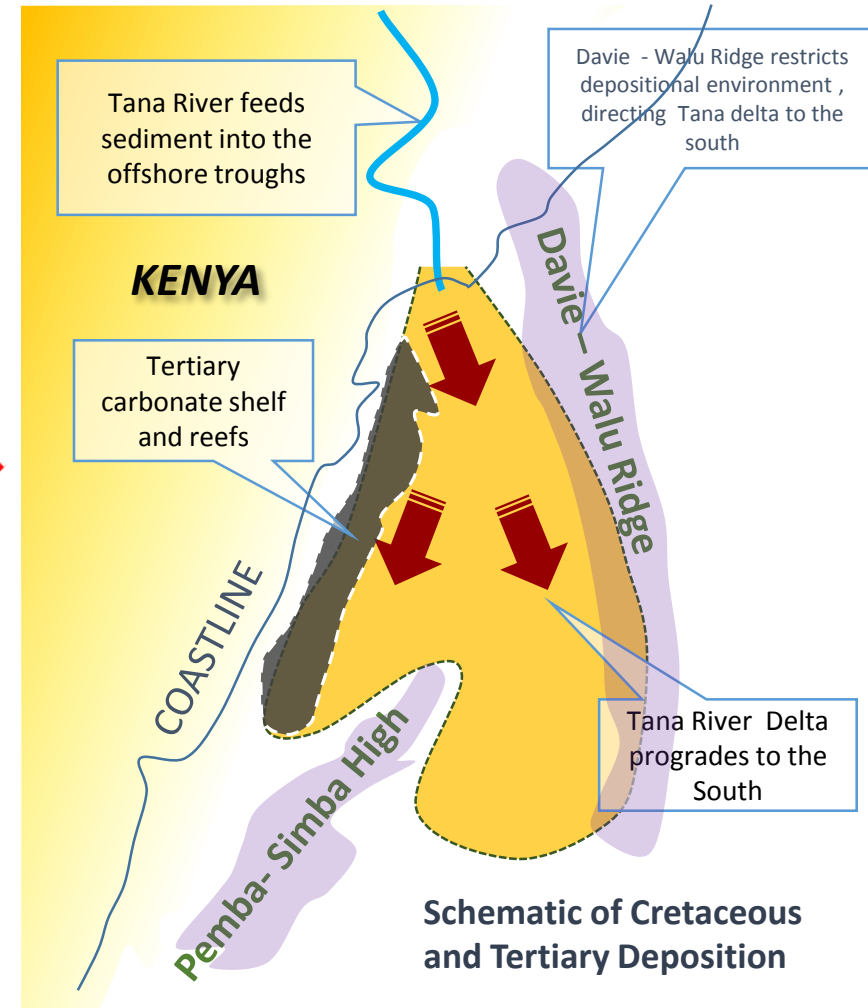 Tana River feeds
sediment into the
offshore troughs
Davie - Walu Ridge restricts
depositional environment ,
directing Tana delta to the
south
KENYA
Davie – Walu Ridge
Tertiary
carbonate shelf
and reefs
COASTLINE
Tana River Delta
progrades to the
South
Pemba- Simba High
Schematic of Cretaceous
and Tertiary Deposition